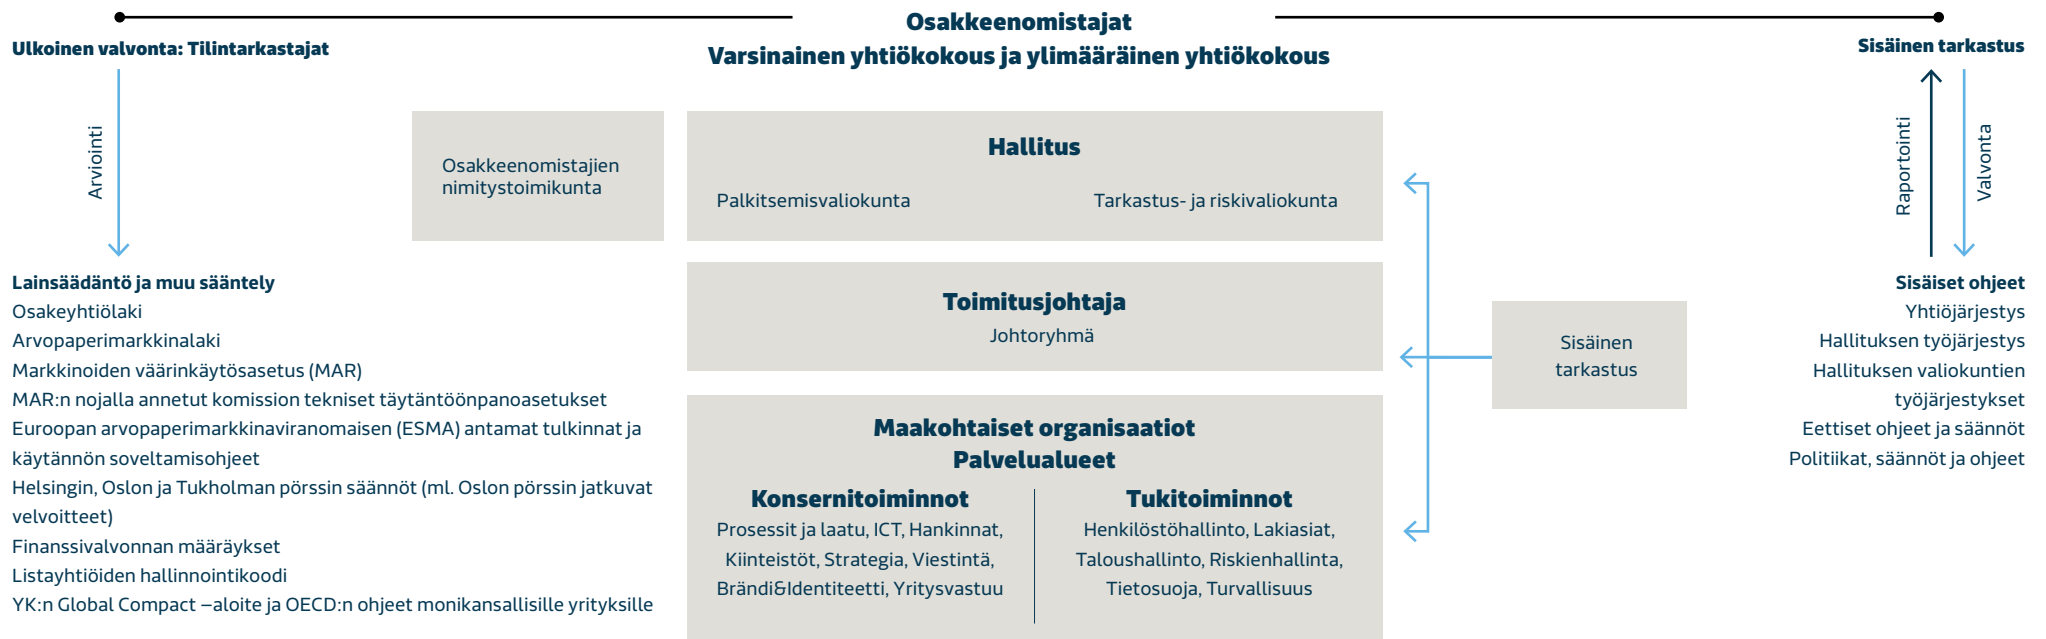 Osakkeenomistajat
Varsinainen yhtiökokous ja ylimääräinen yhtiökokous
Ulkoinen valvonta: Tilintarkastajat
Arviointi
Lainsäädäntö ja muu sääntely
Osakeyhtiölaki
Arvopaperimarkkinalaki
Markkinoiden väärinkäytösasetus (MAR)
MAR:n nojalla annetut komission tekniset täytäntöönpanoasetukset
Euroopan arvopaperimarkkinaviranomaisen (ESMA) antamat tulkinnat ja
käytännön soveltamisohjeet
Helsingin, Oslon ja Tukholman pörssin säännöt (ml. Oslon pörssin jatkuvat
velvoitteet)
Finanssivalvonnan määräykset
Listayhtiöiden hallinnointikoodi
YK:n Global Compact –aloite ja OECD:n ohjeet monikansallisille yrityksille
Osakkeenomistajien
nimitystoimikunta
Hallitus
Palkitsemisvaliokunta
Tarkastus- ja riskivaliokunta
Toimitusjohtaja
Johtoryhmä
Maakohtaiset organisaatiot
Palvelualueet
Konsernitoiminnot
Prosessit ja laatu, ICT, Hankinnat,
Kiinteistöt, Strategia, Viestintä,
Brändi&Identiteetti, Yritysvastuu
Tukitoiminnot
Henkilöstöhallinto, Lakiasiat,
Taloushallinto, Riskienhallinta,
Tietosuoja, Turvallisuus
Sisäinen
tarkastus
Sisäinen tarkastus
Raportointi
Valvonta
Sisäiset ohjeet
Yhtiöjärjestys
Hallituksen työjärjestys
Hallituksen valiokuntien
työjärjestykset
Eettiset ohjeet ja säännöt
Politiikat, säännöt ja ohjeet